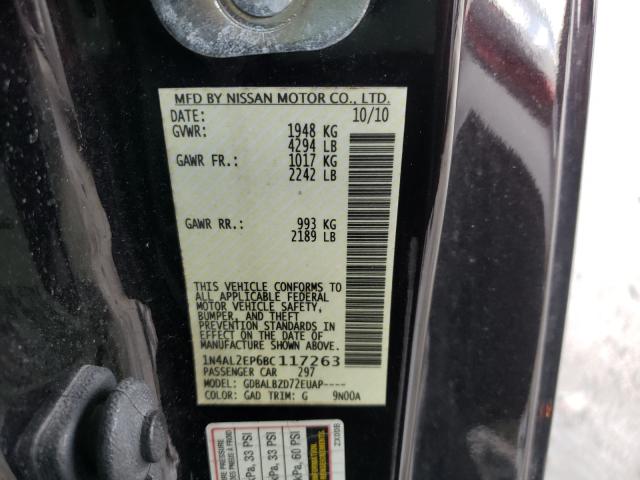 MFD BY NISSAN MOTOR CO., LTD.
DATE: 10/10
GVWR: 1948 KG
4294 LB
GAWR FR.: 1017 KG
2242 LB
GAWR RR.: 993 KG
2189 LB
THIS VEHICLE CONFORMS TO
ALL APPLICABLE FEDERAL
MOTOR VEHICLE SAFETY,
BUMPER, AND THEFT
PREVENTION STANDARDS IN
EFFECT ON THE DATE OF
MANUFACTURE SHOWN ABOVE.
1N4AL2EP6BC117263
PASSENGER CAR 297
MODEL: GDBALBZD72EUAP----
COLOR: GAD TRIM: G 9N00A
kPa, 33 PSI
kPa, 33 PSI
kPa, 60 PSI